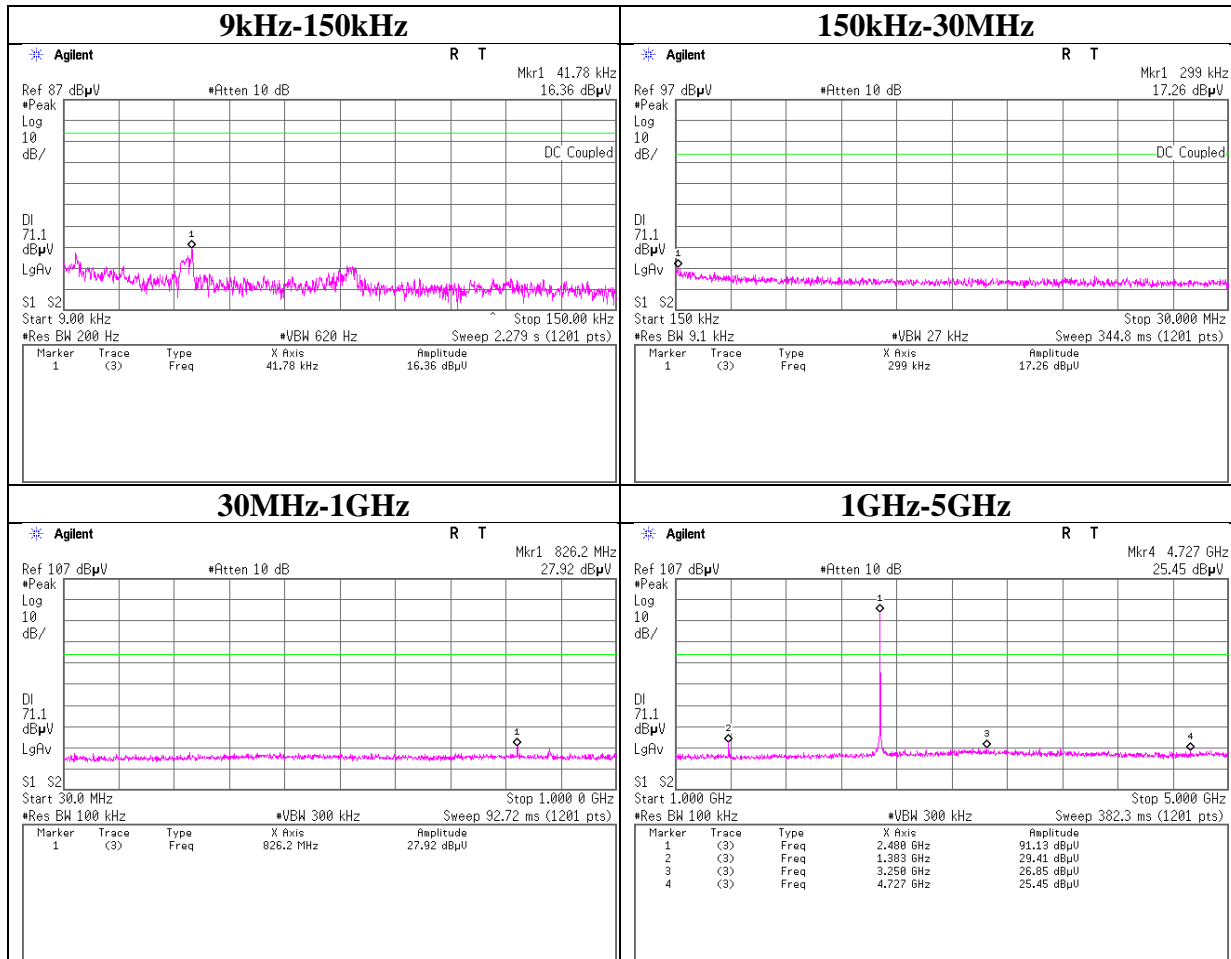 9kHz-150kHz
Agilent R T
Mkr1 41.78 kHz
Ref 87 dBµV #Atten 10 dB 16.36 dBµV
#Peak
Log
10
dB/
DC Coupled
DI
71.1
dBµV
LgAv
1
S1 S2
Start 9.00 kHz ^ Stop 150.00 kHz
#Res BW 200 Hz #VBW 620 Hz Sweep 2.279 s (1201 pts)
Marker Trace Type X Axis Amplitude
1 (3) Freq 41.78 kHz 16.36 dBµV
150kHz-30MHz
Agilent R T
Mkr1 299 kHz
Ref 97 dBµV #Atten 10 dB 17.26 dBµV
#Peak
Log
10
dB/
DC Coupled
DI
71.1
dBµV
1
LgAv
S1 S2
Start 150 kHz Stop 30.000 MHz
#Res BW 9.1 kHz #VBW 27 kHz Sweep 344.8 ms (1201 pts)
Marker Trace Type X Axis Amplitude
1 (3) Freq 299 kHz 17.26 dBµV
30MHz-1GHz
Agilent R T
Mkr1 826.2 MHz
Ref 107 dBµV #Atten 10 dB 27.92 dBµV
#Peak
Log
10
dB/
DI
71.1
dBµV
1
LgAv
S1 S2
Start 30.0 MHz Stop 1.000 0 GHz
#Res BW 100 kHz #VBW 300 kHz Sweep 92.72 ms (1201 pts)
Marker Trace Type X Axis Amplitude
1 (3) Freq 826.2 MHz 27.92 dBµV
1GHz-5GHz
Agilent R T
Mkr4 4.727 GHz
Ref 107 dBµV #Atten 10 dB 25.45 dBµV
#Peak
Log
1
10
dB/
DI
71.1
dBµV
2 3 4
LgAv
S1 S2
Start 1.000 GHz Stop 5.000 GHz
#Res BW 100 kHz #VBW 300 kHz Sweep 382.3 ms (1201 pts)
Marker Trace Type X Axis Amplitude
1 (3) Freq 2.480 GHz 91.13 dBµV
2 (3) Freq 1.383 GHz 29.41 dBµV
3 (3) Freq 3.250 GHz 26.85 dBµV
4 (3) Freq 4.727 GHz 25.45 dBµV